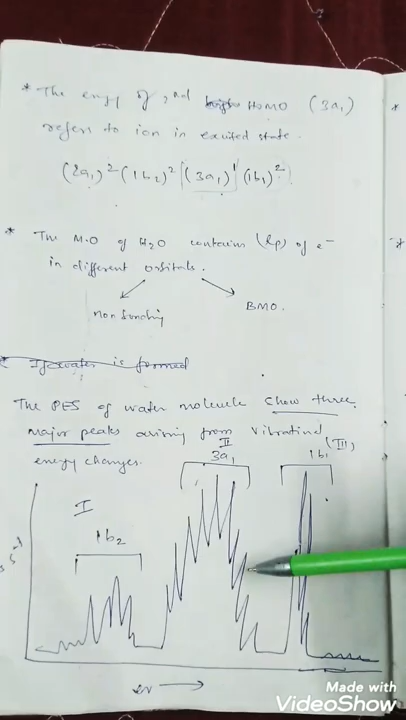 * The energy of 2nd HOMO (3a₁)
refers to ion in excited state.
(2a₁)² (1b₂)² [(3a₁)¹ (1b₁)²
* The M.O of H₂O contains (lp) of e⁻
in different orbitals.
non bonding
BMO.
If water is formed
The PES of water molecule show three
major peaks arising from vibrational
energy changes.
II
3a₁
1b₁ (III)
I
1b₂
s⁻¹
ev →
Made with
VideoShow